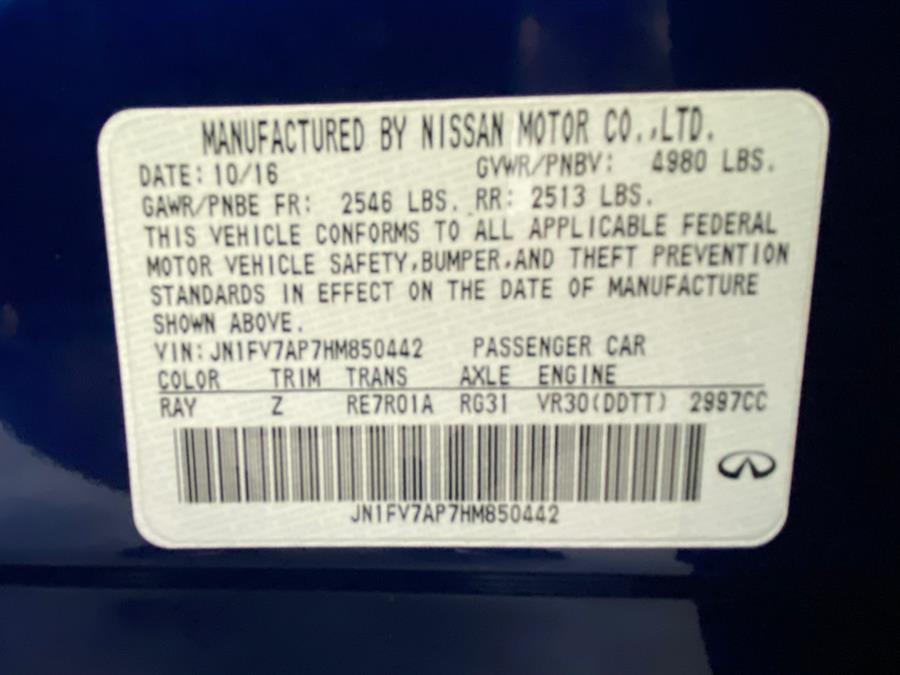 MANUFACTURED BY NISSAN MOTOR CO.,LTD.
DATE: 10/16 GVWR/PNBV: 4980 LBS.
GAWR/PNBE FR: 2546 LBS. RR: 2513 LBS.
THIS VEHICLE CONFORMS TO ALL APPLICABLE FEDERAL
MOTOR VEHICLE SAFETY,BUMPER,AND THEFT PREVENTION
STANDARDS IN EFFECT ON THE DATE OF MANUFACTURE
SHOWN ABOVE.
VIN:JN1FV7AP7HM850442 PASSENGER CAR
COLOR TRIM TRANS AXLE ENGINE
RAY Z RE7R01A RG31 VR30(DDTT) 2997CC
JN1FV7AP7HM850442